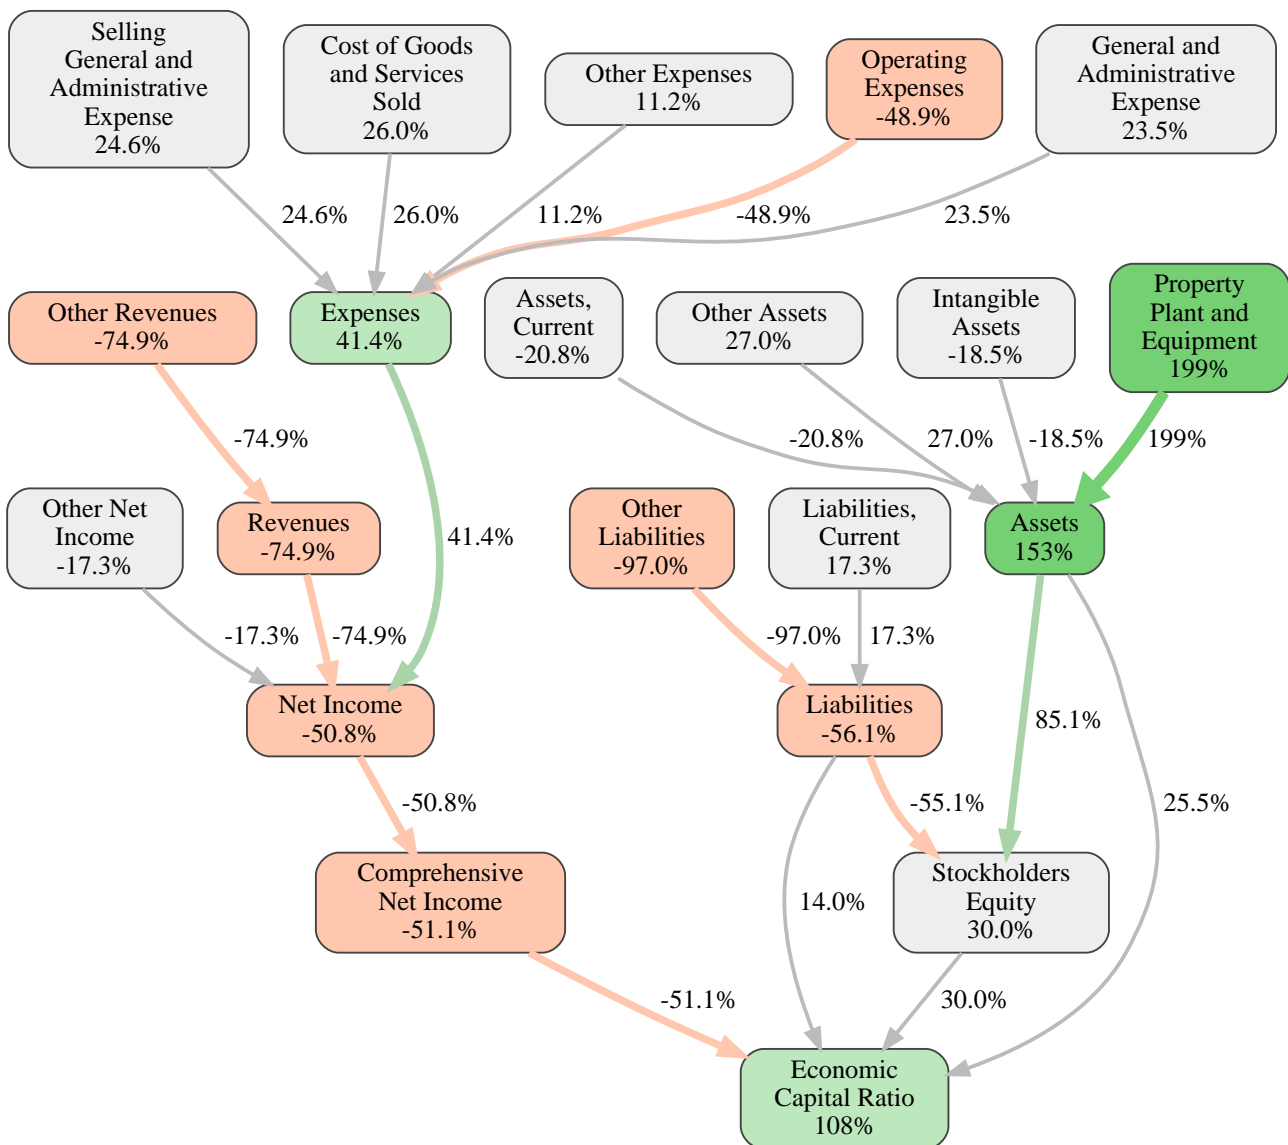 Selling
General and
Administrative
Expense
24.6%
Cost of Goods
and Services
Sold
26.0%
Other Expenses
11.2%
Operating
Expenses
-48.9%
General and
Administrative
Expense
23.5%
24.6%
26.0%
11.2%
-48.9%
23.5%
Other Revenues
-74.9%
Expenses
41.4%
Assets,
Current
-20.8%
Other Assets
27.0%
Intangible
Assets
-18.5%
Property
Plant and
Equipment
199%
-74.9%
-20.8%
27.0%
-18.5%
199%
Other Net
Income
-17.3%
Revenues
-74.9%
41.4%
Other
Liabilities
-97.0%
Liabilities,
Current
17.3%
Assets
153%
-17.3%
-74.9%
-97.0%
17.3%
Net Income
-50.8%
Liabilities
-56.1%
85.1%
-50.8%
-55.1%
25.5%
Comprehensive
Net Income
-51.1%
14.0%
Stockholders
Equity
30.0%
-51.1%
30.0%
Economic
Capital Ratio
108%